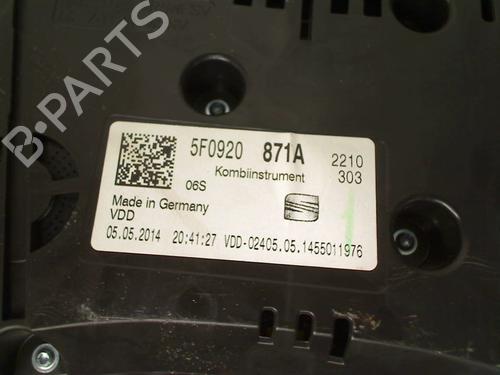 B-PARTS
5F0920 871A 2210
Kombiinstrument 303
06S
Made in Germany
VDD
05.05.2014 20:41:27 VDD-02405.05.1455011976